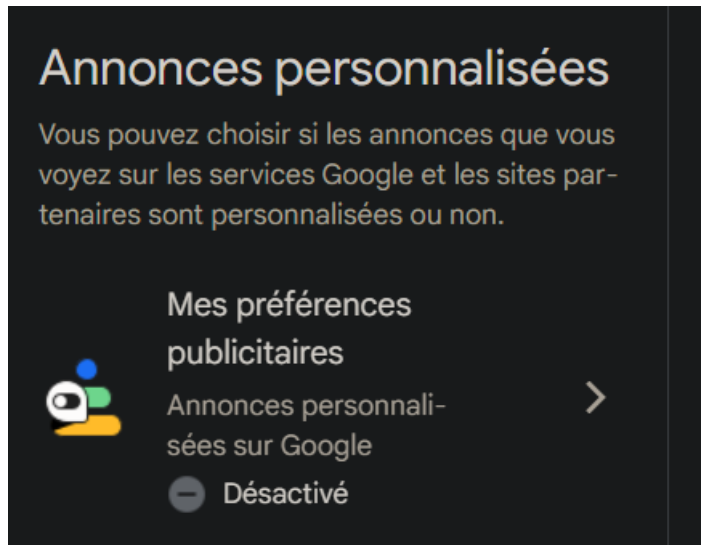 Annonces personnalisées
Vous pouvez choisir si les annonces que vous
voyez sur les services Google et les sites par-
tenaires sont personnalisées ou non.
Mes préférences
publicitaires
Annonces personnali-
sées sur Google
Désactivé